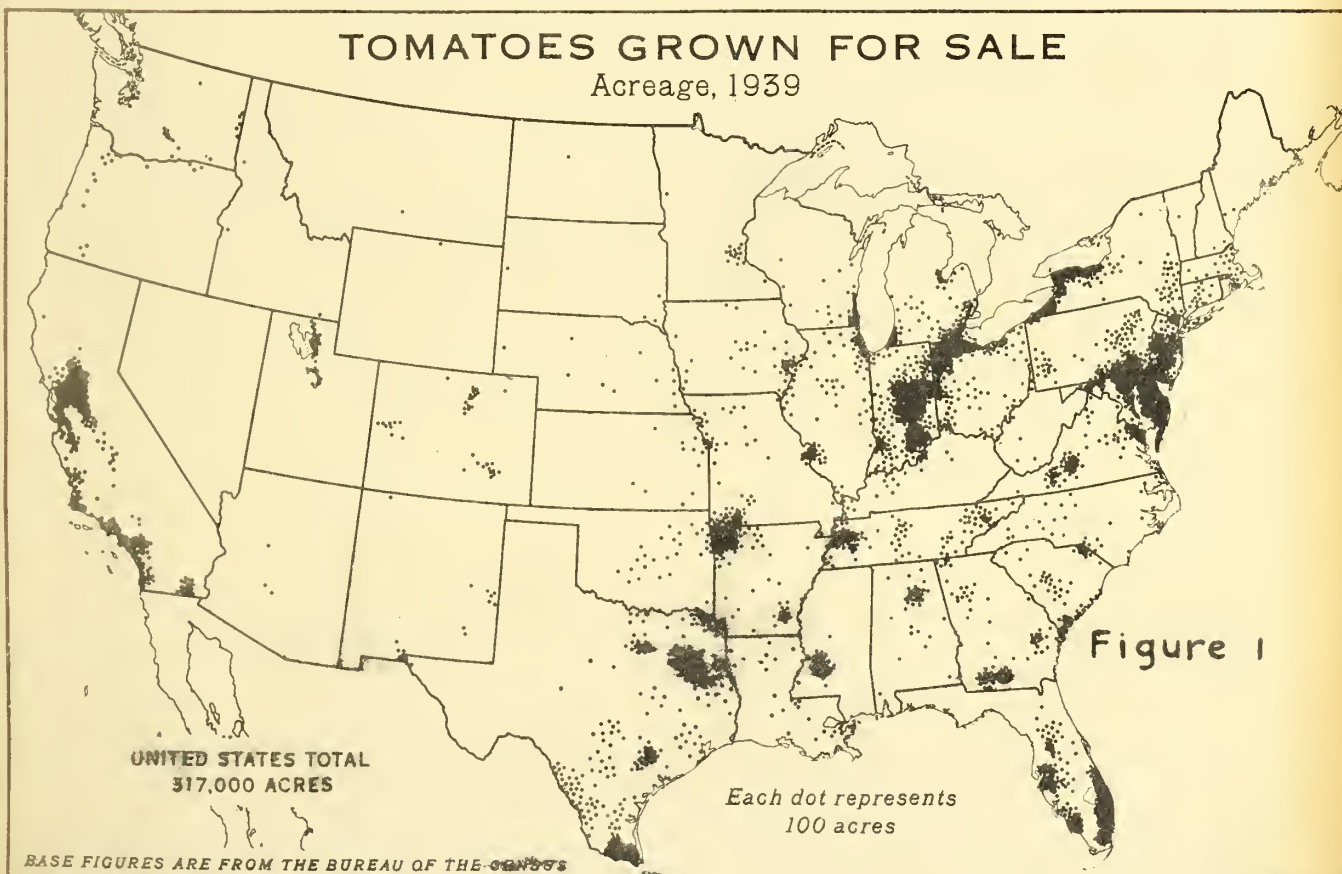 TOMATOES GROWN FOR SALE
Acreage, 1939
Figure 1
UNITED STATES TOTAL
317,000 ACRES
Each dot represents
100 acres
BASE FIGURES ARE FROM THE BUREAU OF THE CENSUS